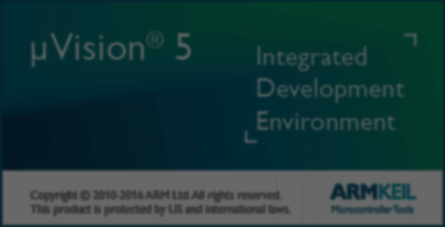 µVision® 5
Integrated
Development
Environment
Copyright © 2010-2016 ARM Ltd. All rights reserved.
This product is protected by US and international laws.
ARMKEIL
Microcontroller Tools